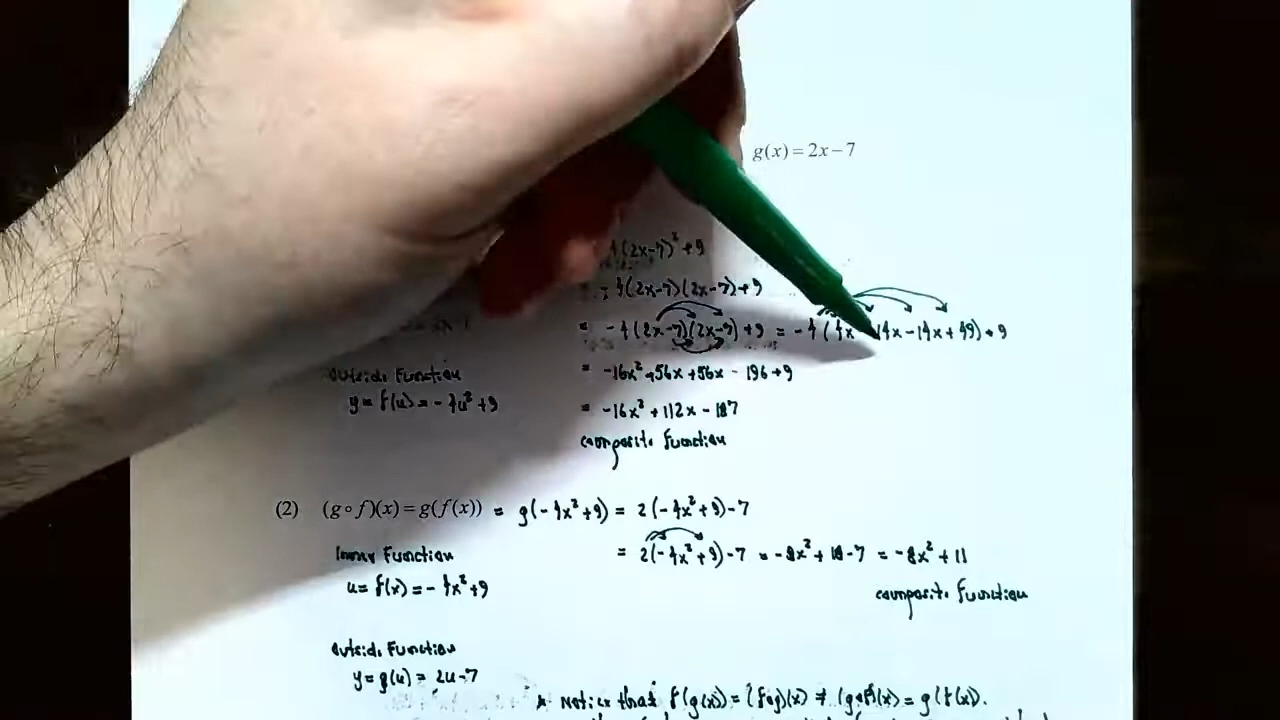 g(x) = 2x − 7
4(2x-7)² + 9
4(2x-7)(2x-7) + 9
= -4(2x-7)(2x-7) + 9 = -4(4x 14x - 14x + 49) + 9
outside function
= -16x² + 56x + 56x - 196 + 9
y = f(u) = -4u² + 9
= -16x² + 112x - 187
composite function
(2) (g∘f)(x) = g(f(x)) = g(-4x² + 9) = 2(-4x² + 9) - 7
Inner Function
= 2(-4x² + 9) - 7 = -8x² + 18 - 7 = -8x² + 11
u = f(x) = -4x² + 9
composite function
outside function
y = g(u) = 2u - 7
* Notice that f(g(x)) = (f∘g)(x) ≠ (g∘f)(x) = g(f(x)).